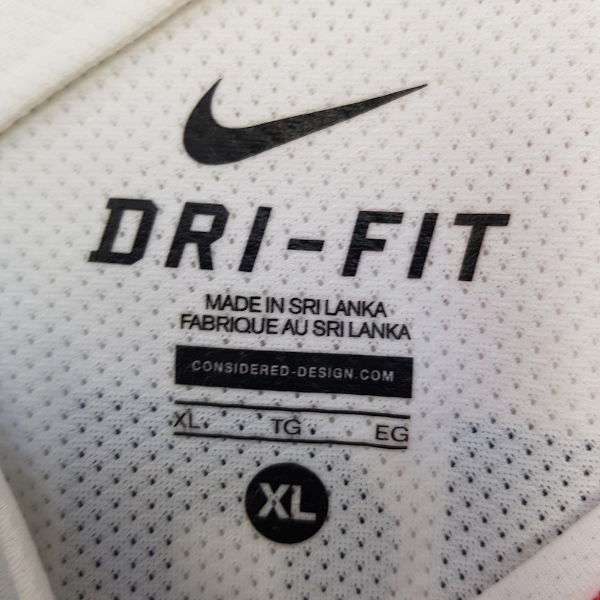 DRI-FIT
MADE IN SRI LANKA
FABRIQUE AU SRI LANKA
CONSIDERED-DESIGN.COM
XL TG EG
XL